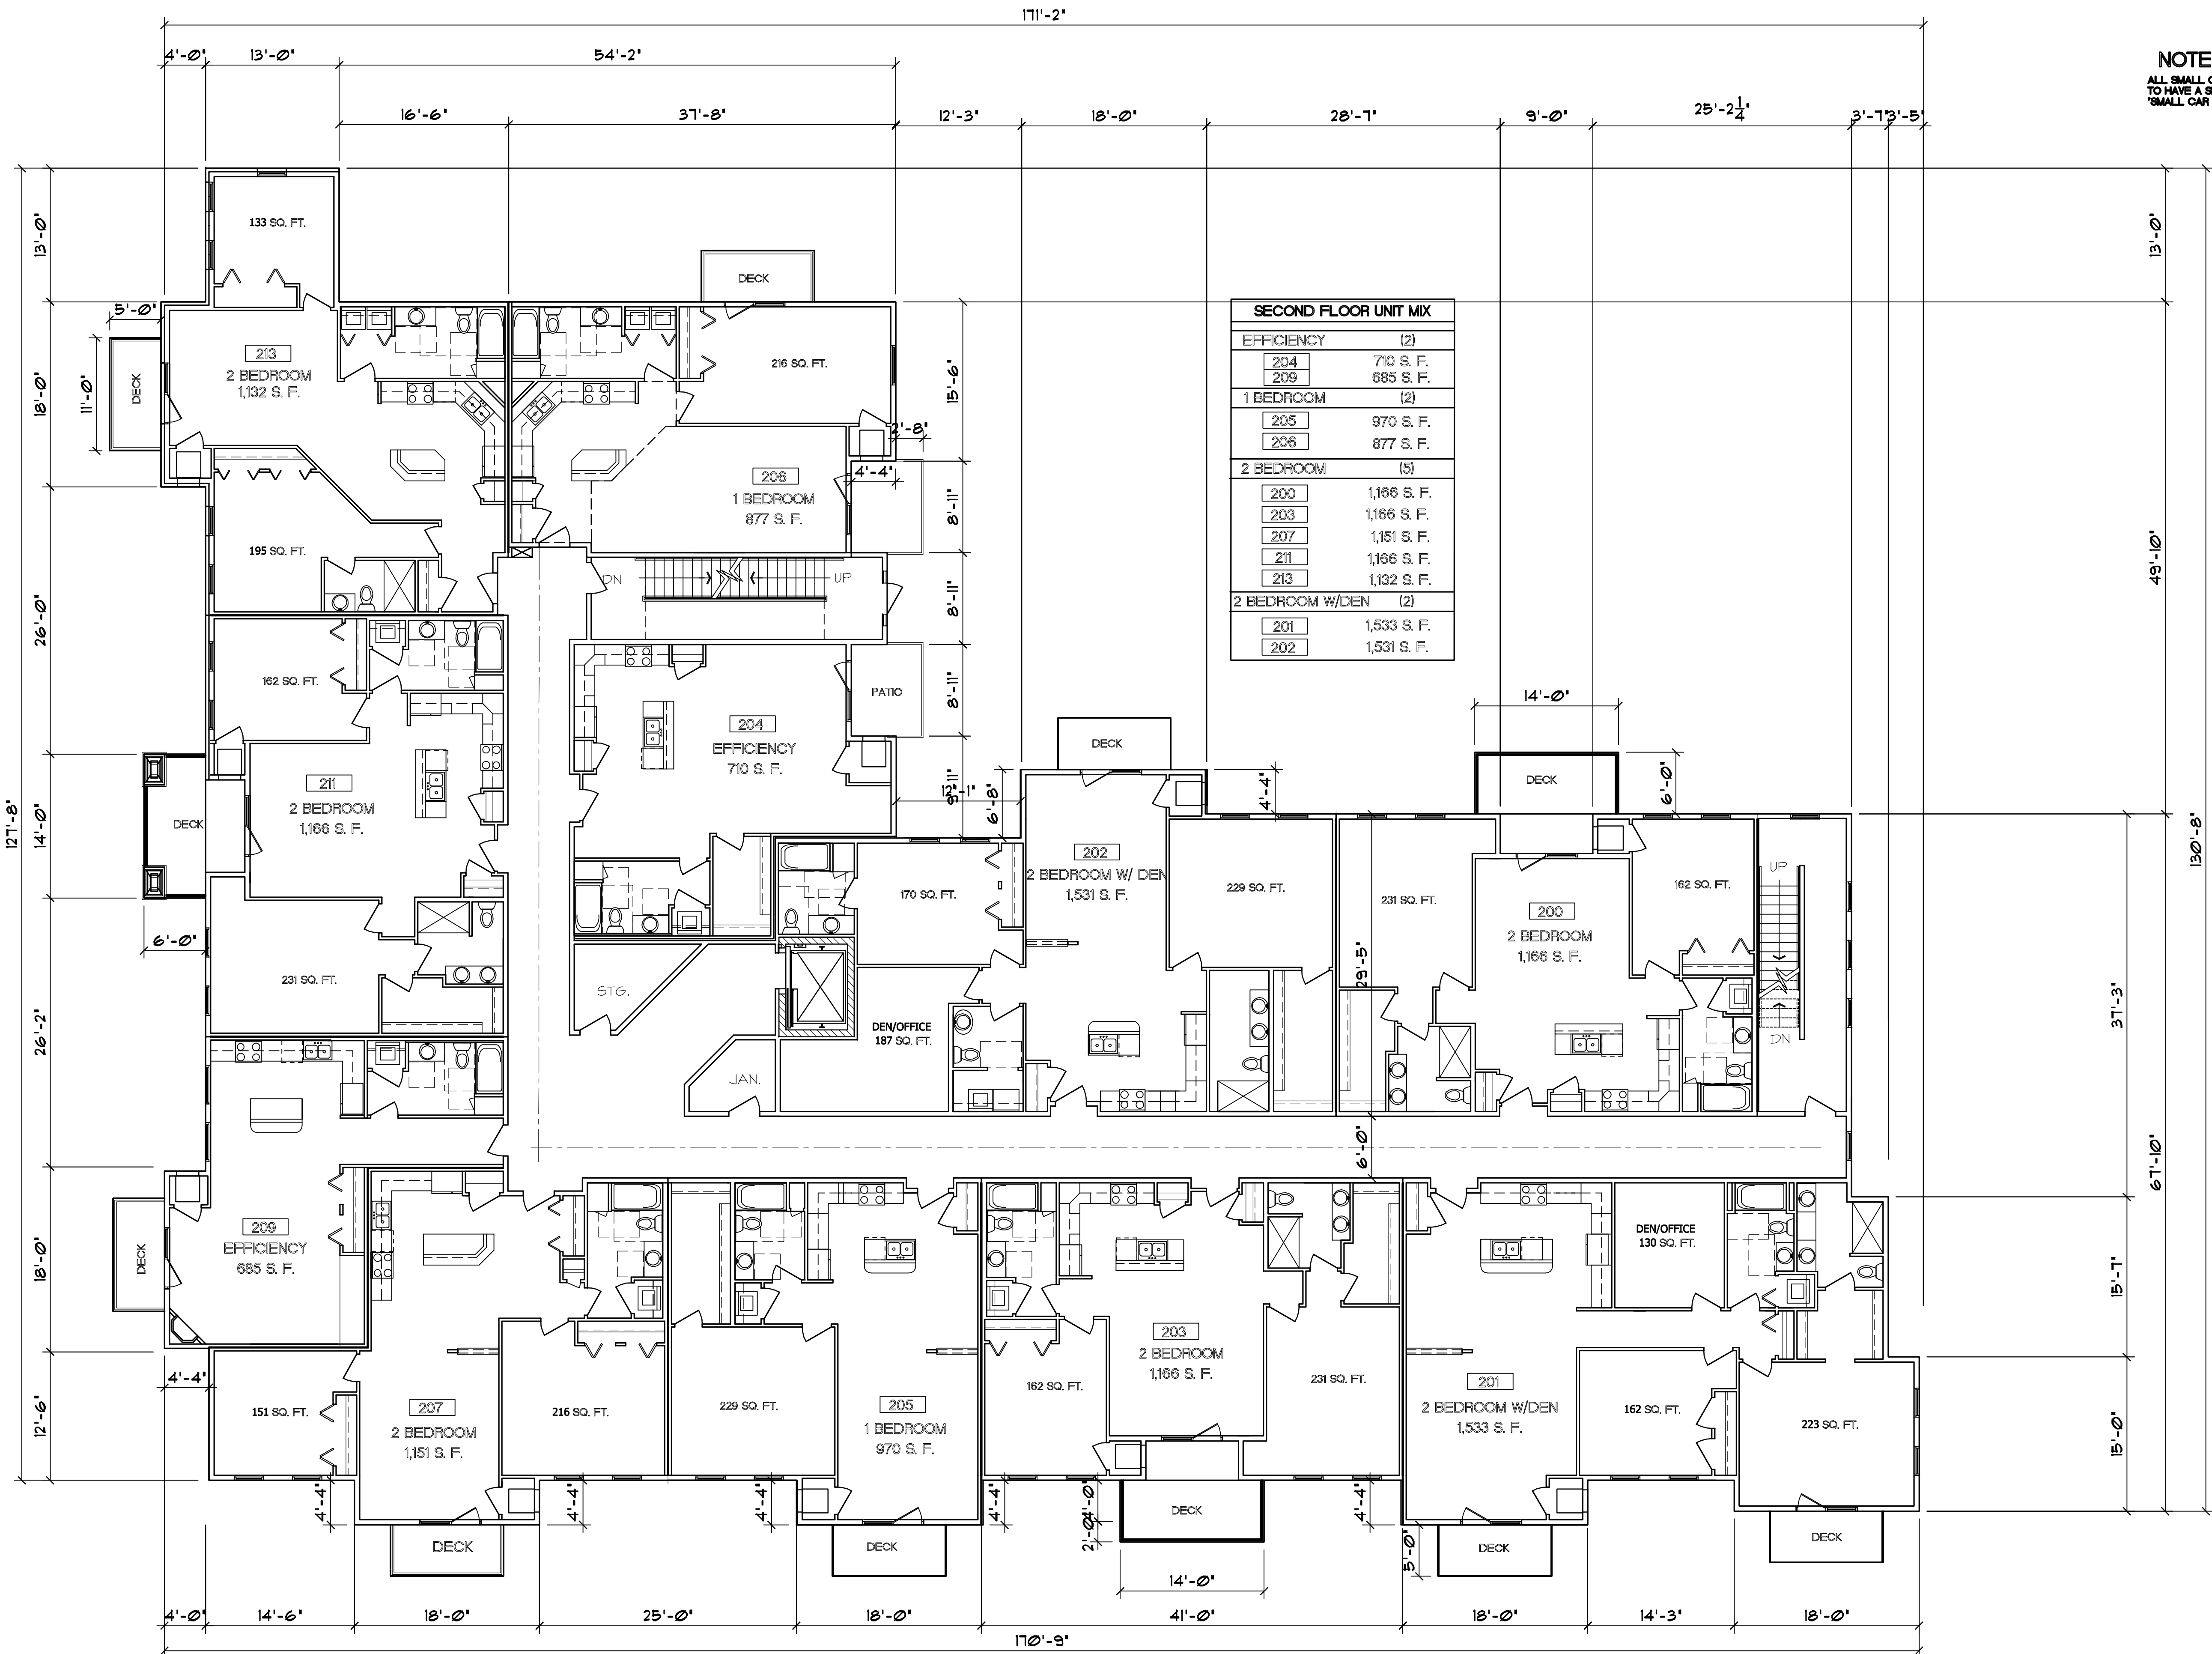 171'-2"
4'-0" 13'-0" 54'-2"
16'-6" 37'-8" 12'-3" 18'-0" 28'-7" 9'-0" 25'-2 1/4" 3'-7" 3'-5"
NOTE
ALL SMALL
TO HAVE A
"SMALL CAR
13'-0"
13'-0"
133 SQ. FT.
DECK
5'-0"
11'-0"
DECK
18'-0"
213
2 BEDROOM
1,132 S. F.
216 SQ. FT.
15'-6"
2'-8"
4'-4"
206
1 BEDROOM
877 S. F.
8'-11"
195 SQ. FT.
DN
UP
8'-11"
SECOND FLOOR UNIT MIX
EFFICIENCY (2)
204 710 S. F.
209 685 S. F.
1 BEDROOM (2)
205 970 S. F.
206 877 S. F.
2 BEDROOM (5)
200 1,166 S. F.
203 1,166 S. F.
207 1,151 S. F.
211 1,166 S. F.
213 1,132 S. F.
2 BEDROOM W/DEN (2)
201 1,533 S. F.
202 1,531 S. F.
49'-10"
26'-0"
162 SQ. FT.
PATIO
8'-11"
204
EFFICIENCY
710 S. F.
127'-8"
14'-0"
DECK
211
2 BEDROOM
1,166 S. F.
9'-11"
12'-1"
6'-8"
DECK
4'-4"
14'-0"
DECK
6'-0"
130'-8"
202
2 BEDROOM W/ DEN
1,531 S. F.
170 SQ. FT.
229 SQ. FT.
231 SQ. FT.
162 SQ. FT.
UP
200
2 BEDROOM
1,166 S. F.
6'-0"
231 SQ. FT.
STG.
29'-5"
26'-2"
DEN/OFFICE
187 SQ. FT.
DN
37'-3"
JAN.
6'-0"
67'-10"
18'-0"
DECK
209
EFFICIENCY
685 S. F.
DEN/OFFICE
130 SQ. FT.
15'-7"
203
2 BEDROOM
1,166 S. F.
4'-4"
12'-6"
151 SQ. FT.
207
2 BEDROOM
1,151 S. F.
216 SQ. FT.
229 SQ. FT.
205
1 BEDROOM
970 S. F.
162 SQ. FT.
231 SQ. FT.
201
2 BEDROOM W/DEN
1,533 S. F.
162 SQ. FT.
223 SQ. FT.
15'-0"
4'-4"
4'-4"
4'-4"
4'-4"
4'-0"
2'-0"
4'-4"
DECK
DECK
DECK
5'-0"
DECK
DECK
14'-0"
4'-0" 14'-6" 18'-0" 25'-0" 18'-0" 41'-0" 18'-0" 14'-3" 18'-0"
170'-9"